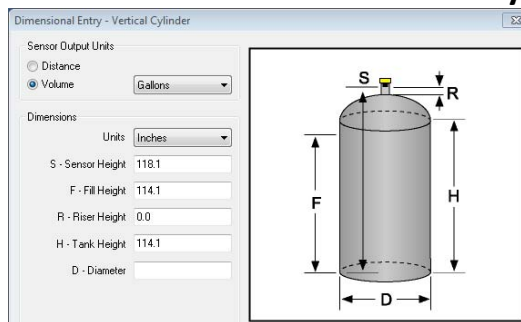 Dimensional Entry - Vertical Cylinder
Sensor Output Units
Distance
Volume Gallons
Dimensions
Units Inches
S - Sensor Height 118.1
F - Fill Height 114.1
R - Riser Height 0.0
H - Tank Height 114.1
D - Diameter
S
R
F
H
D